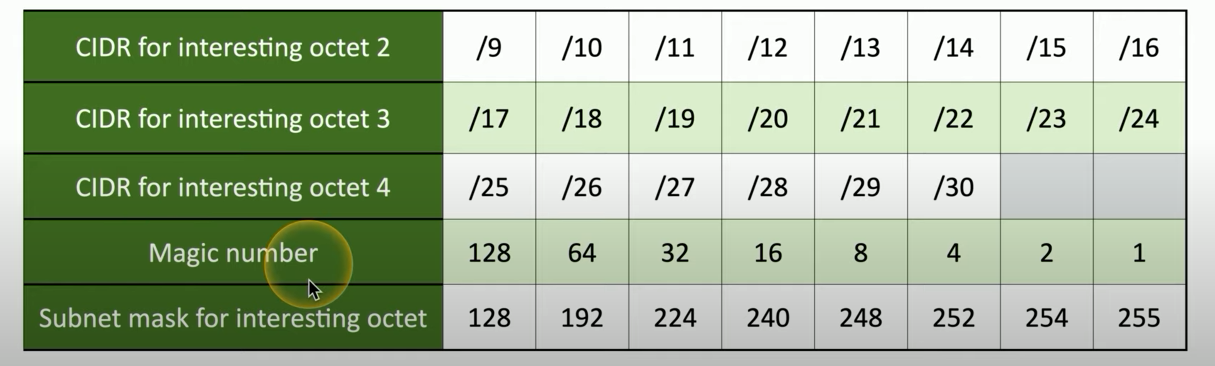 CIDR for interesting octet 2 /9 /10 /11 /12 /13 /14 /15 /16
CIDR for interesting octet 3 /17 /18 /19 /20 /21 /22 /23 /24
CIDR for interesting octet 4 /25 /26 /27 /28 /29 /30
Magic number 128 64 32 16 8 4 2 1
Subnet mask for interesting octet 128 192 224 240 248 252 254 255